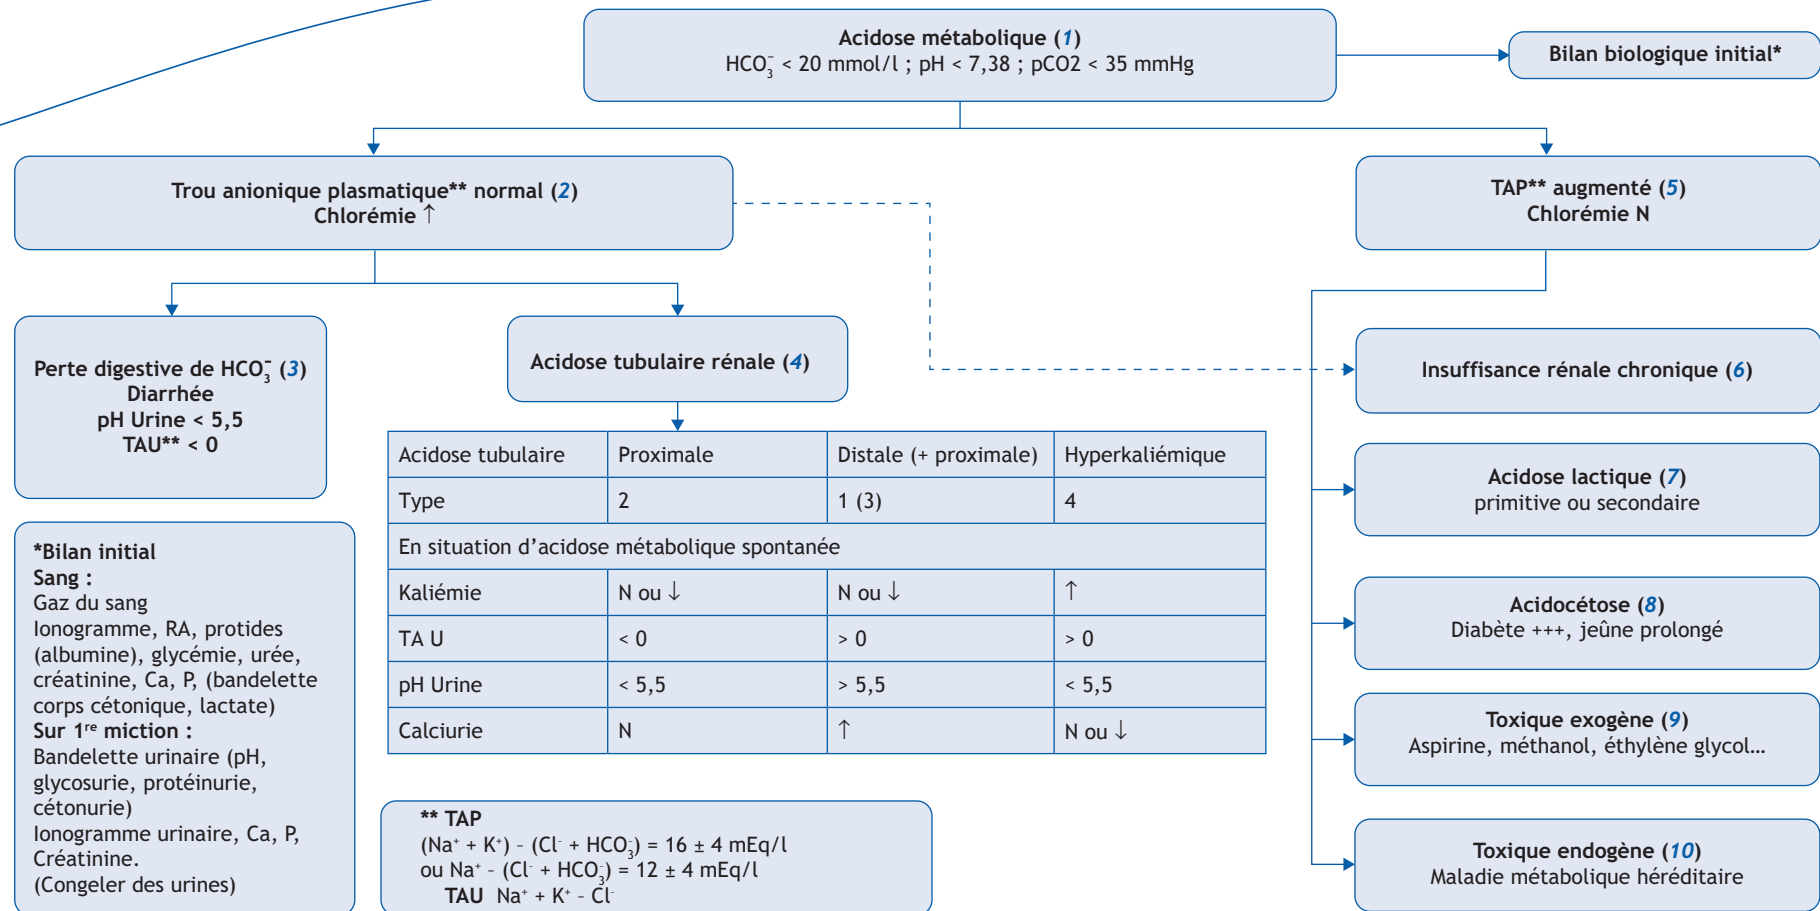 Acidose métabolique (1)
HCO₃⁻ < 20 mmol/l ; pH < 7,38 ; pCO2 < 35 mmHg
Bilan biologique initial*
Trou anionique plasmatique** normal (2)
Chlorémie ↑
TAP** augmenté (5)
Chlorémie N
Perte digestive de HCO₃⁻ (3)
Diarrhée
pH Urine < 5,5
TAU** < 0
Acidose tubulaire rénale (4)
Insuffisance rénale chronique (6)
Acidose lactique (7)
primitive ou secondaire
Acidocétose (8)
Diabète +++, jeûne prolongé
Toxique exogène (9)
Aspirine, méthanol, éthylène glycol…
Toxique endogène (10)
Maladie métabolique héréditaire
Acidose tubulaire Proximale Distale (+ proximale) Hyperkaliémique
Type 2 1 (3) 4
En situation d’acidose métabolique spontanée
Kaliémie N ou ↓ N ou ↓ ↑
TA U < 0 > 0 > 0
pH Urine < 5,5 > 5,5 < 5,5
Calciurie N ↑ N ou ↓
*Bilan initial
Sang :
Gaz du sang
Ionogramme, RA, protides
(albumine), glycémie, urée,
créatinine, Ca, P, (bandelette
corps cétonique, lactate)
Sur 1re miction :
Bandelette urinaire (pH,
glycosurie, protéinurie,
cétonurie)
Ionogramme urinaire, Ca, P,
Créatinine.
(Congeler des urines)
** TAP
(Na⁺ + K⁺) - (Cl⁻ + HCO₃⁻) = 16 ± 4 mEq/l
ou Na⁺ - (Cl⁻ + HCO₃⁻) = 12 ± 4 mEq/l
TAU Na⁺ + K⁺ - Cl⁻